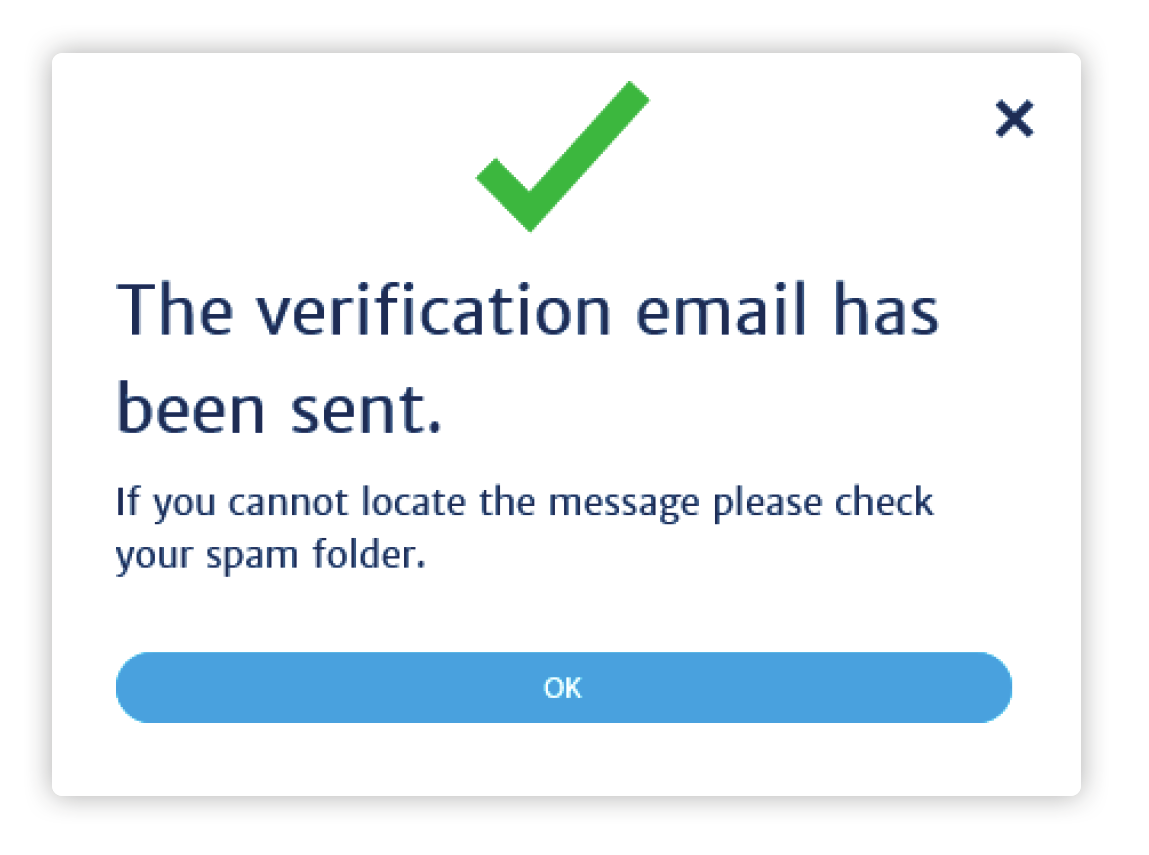 The verification email has
been sent.
If you cannot locate the message please check
your spam folder.
OK